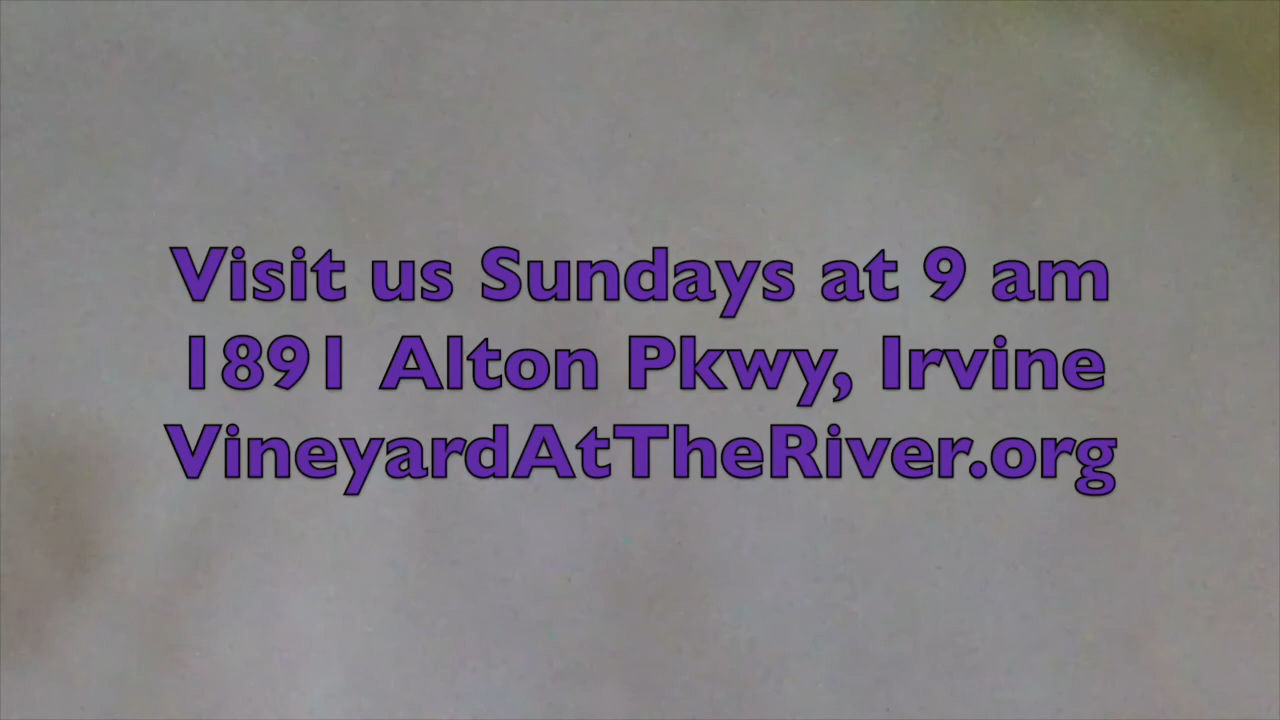 Visit us Sundays at 9 am
1891 Alton Pkwy, Irvine
VineyardAtTheRiver.org